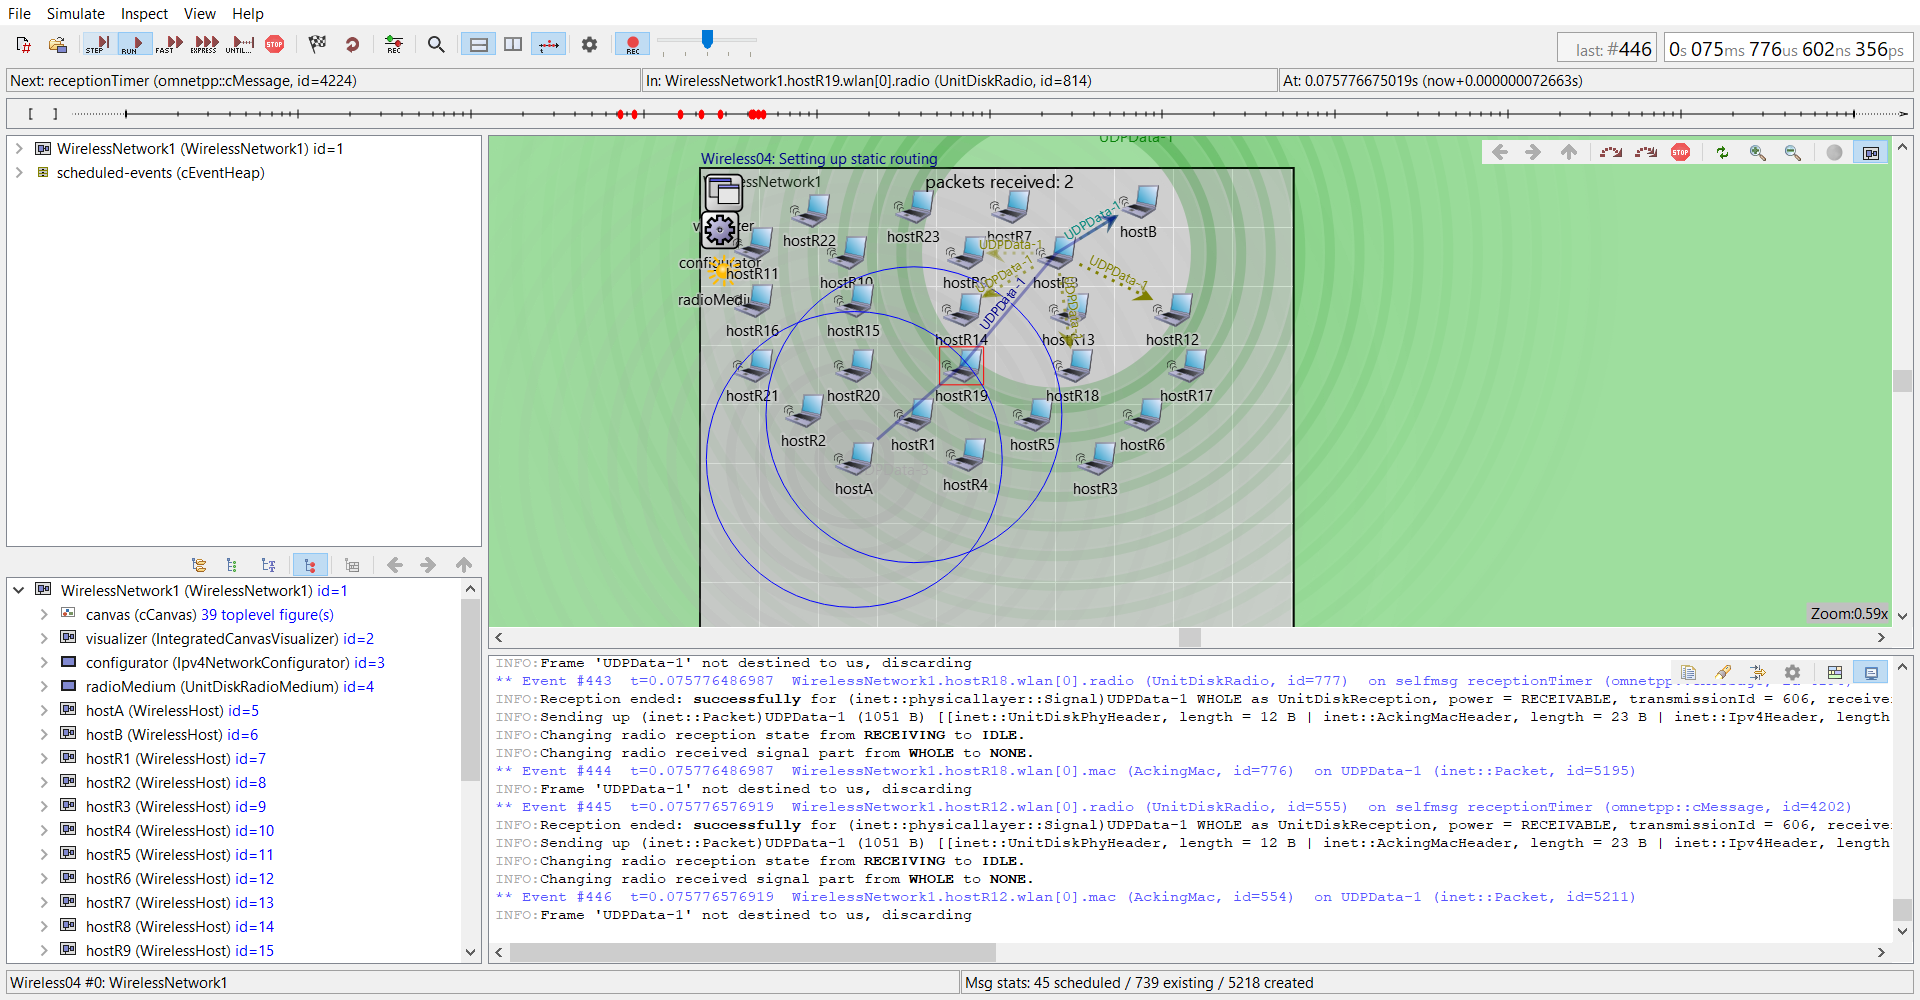 File Simulate Inspect View Help
STEP RUN FAST EXPRESS UNTIL... STOP REC REC last: #446 0s 075ms 776us 602ns 356ps
Next: receptionTimer (omnetpp::cMessage, id=4224) In: WirelessNetwork1.hostR19.wlan[0].radio (UnitDiskRadio, id=814) At: 0.075776675019s (now+0.000000072663s)
[ ]
WirelessNetwork1 (WirelessNetwork1) id=1
scheduled-events (cEventHeap)
WirelessNetwork1 (WirelessNetwork1) id=1
canvas (cCanvas) 39 toplevel figure(s)
visualizer (IntegratedCanvasVisualizer) id=2
configurator (Ipv4NetworkConfigurator) id=3
radioMedium (UnitDiskRadioMedium) id=4
hostA (WirelessHost) id=5
hostB (WirelessHost) id=6
hostR1 (WirelessHost) id=7
hostR2 (WirelessHost) id=8
hostR3 (WirelessHost) id=9
hostR4 (WirelessHost) id=10
hostR5 (WirelessHost) id=11
hostR6 (WirelessHost) id=12
hostR7 (WirelessHost) id=13
hostR8 (WirelessHost) id=14
hostR9 (WirelessHost) id=15
UDPData-1
STOP
Wireless04: Setting up static routing
packets received: 2
hostR22 hostR23 hostR7 hostB
UDPData-1
UDPData-1
configurator
hostR11 hostR10
UDPData-1
UDPData-1
UDPData-1
UDPData-1
hostR16 hostR15 hostR14 hostR13 hostR12
hostR21 hostR20 hostR19 hostR18 hostR17
hostR2 hostR1 hostR5 hostR6
hostA hostR4 hostR3
Zoom:0.59x
INFO:Frame 'UDPData-1' not destined to us, discarding
** Event #443 t=0.075776486987 WirelessNetwork1.hostR18.wlan[0].radio (UnitDiskRadio, id=777) on selfmsg receptionTimer
INFO:Reception ended: successfully for (inet::physicallayer::Signal)UDPData-1 WHOLE as UnitDiskReception, power = RECEIVABLE, transmissionId = 606, receive
INFO:Sending up (inet::Packet)UDPData-1 (1051 B) [[inet::UnitDiskPhyHeader, length = 12 B | inet::AckingMacHeader, length = 23 B | inet::Ipv4Header, length
INFO:Changing radio reception state from RECEIVING to IDLE.
INFO:Changing radio received signal part from WHOLE to NONE.
** Event #444 t=0.075776486987 WirelessNetwork1.hostR18.wlan[0].mac (AckingMac, id=776) on UDPData-1 (inet::Packet, id=5195)
INFO:Frame 'UDPData-1' not destined to us, discarding
** Event #445 t=0.075776576919 WirelessNetwork1.hostR12.wlan[0].radio (UnitDiskRadio, id=555) on selfmsg receptionTimer (omnetpp::cMessage, id=4202)
INFO:Reception ended: successfully for (inet::physicallayer::Signal)UDPData-1 WHOLE as UnitDiskReception, power = RECEIVABLE, transmissionId = 606, receive
INFO:Sending up (inet::Packet)UDPData-1 (1051 B) [[inet::UnitDiskPhyHeader, length = 12 B | inet::AckingMacHeader, length = 23 B | inet::Ipv4Header, length
INFO:Changing radio reception state from RECEIVING to IDLE.
INFO:Changing radio received signal part from WHOLE to NONE.
** Event #446 t=0.075776576919 WirelessNetwork1.hostR12.wlan[0].mac (AckingMac, id=554) on UDPData-1 (inet::Packet, id=5211)
INFO:Frame 'UDPData-1' not destined to us, discarding
Wireless04 #0: WirelessNetwork1 Msg stats: 45 scheduled / 739 existing / 5218 created